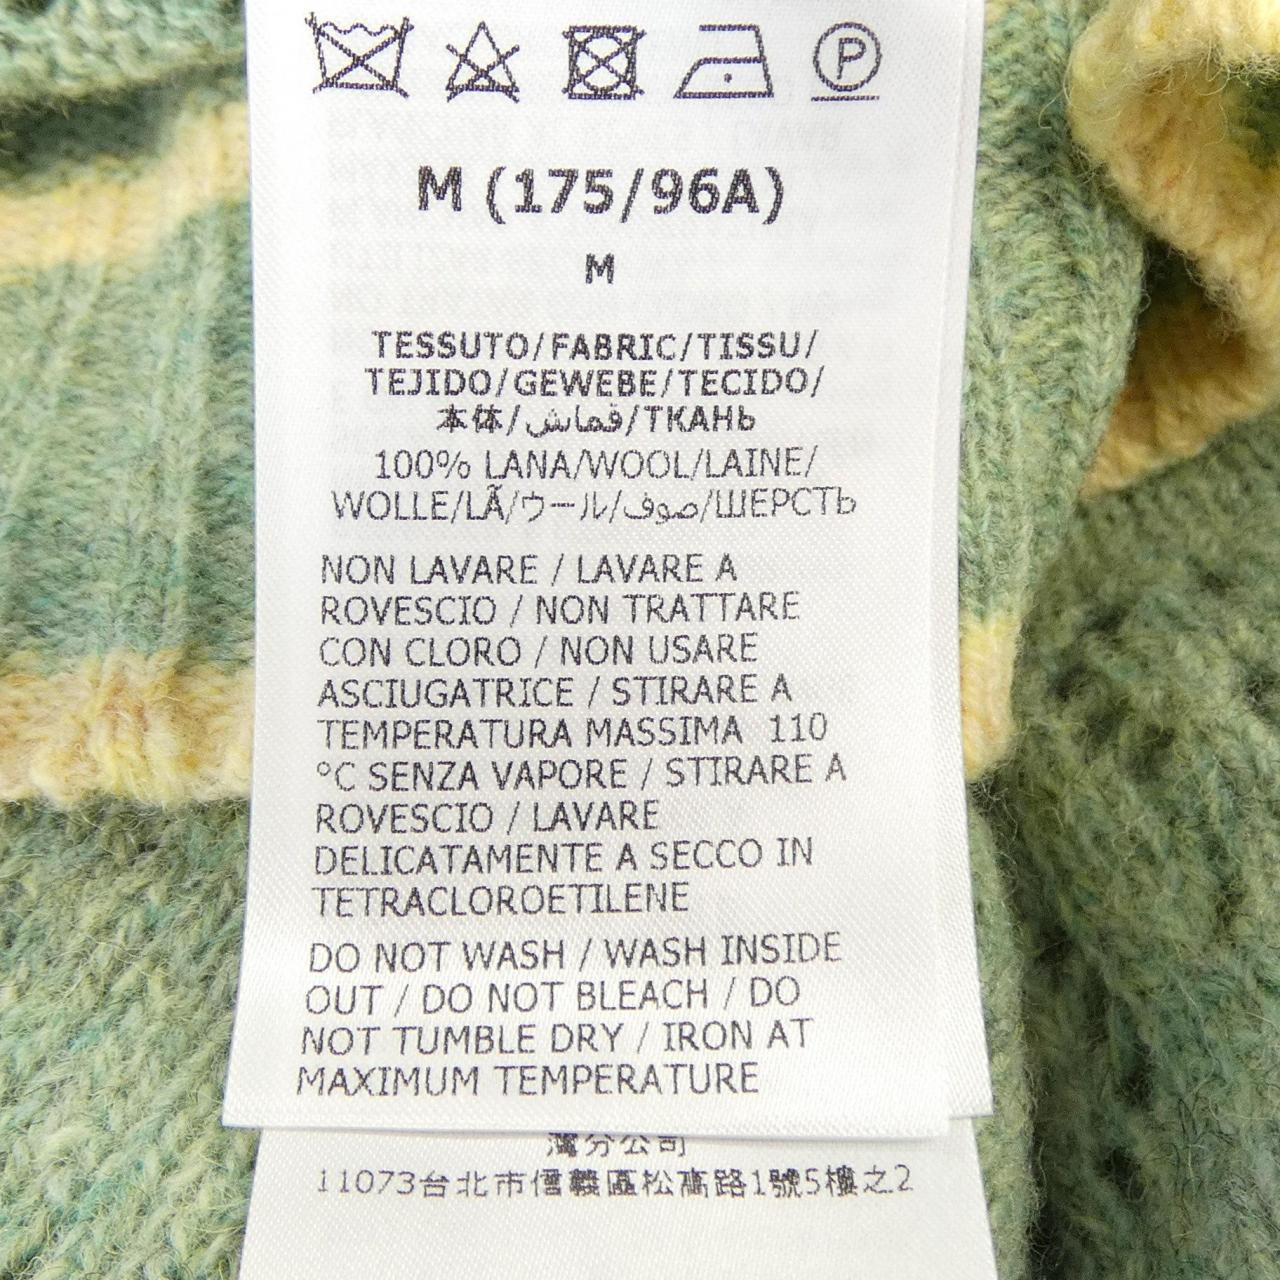 P
M (175/96A)
M
TESSUTO/FABRIC/TISSU/
TEJIDO/GEWEBE/TECIDO/
本体/قماش/ТКАНЬ
100% LANA/WOOL/LAINE/
WOLLE/LÃ/ウール/صوف/ШЕРСТЬ
NON LAVARE / LAVARE A
ROVESCIO / NON TRATTARE
CON CLORO / NON USARE
ASCIUGATRICE / STIRARE A
TEMPERATURA MASSIMA 110
°C SENZA VAPORE / STIRARE A
ROVESCIO / LAVARE
DELICATAMENTE A SECCO IN
TETRACLOROETILENE
DO NOT WASH / WASH INSIDE
OUT / DO NOT BLEACH / DO
NOT TUMBLE DRY / IRON AT
MAXIMUM TEMPERATURE
灣分公司
11073台北市信義區松高路1號5樓之2